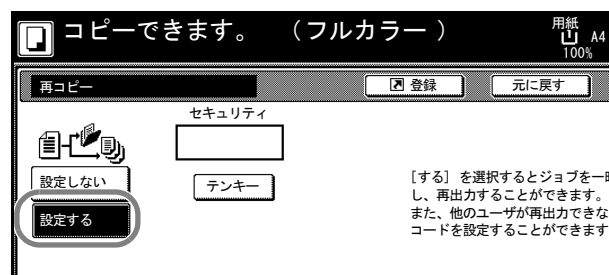 コピーできます。 （フルカラー ）
用紙
A4
100%
再コピー
登録
元に戻す
セキュリティ
設定しない
テンキー
設定する
［する］ を選択するとジョブを一
し、再出力することができます。
また、他のユーザが再出力できな
コードを設定することができます